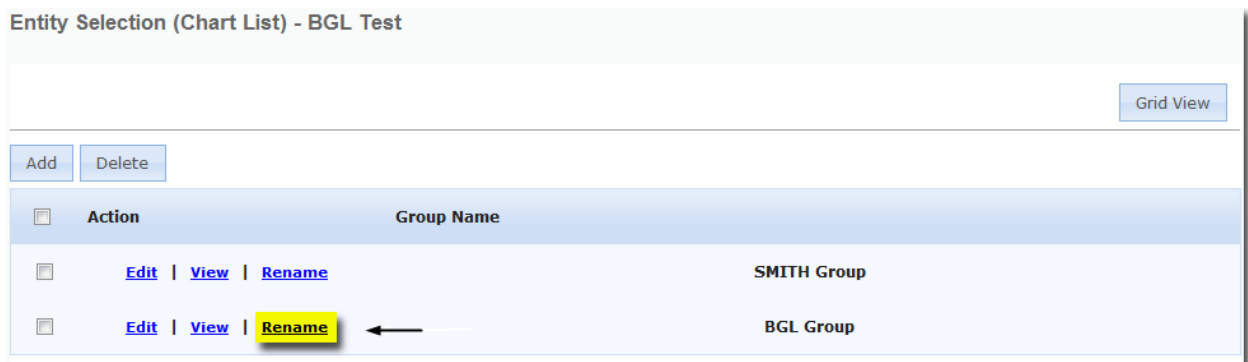 Entity Selection (Chart List) - BGL Test
Grid View
Add Delete
Action Group Name
Edit | View | Rename SMITH Group
Edit | View | Rename BGL Group